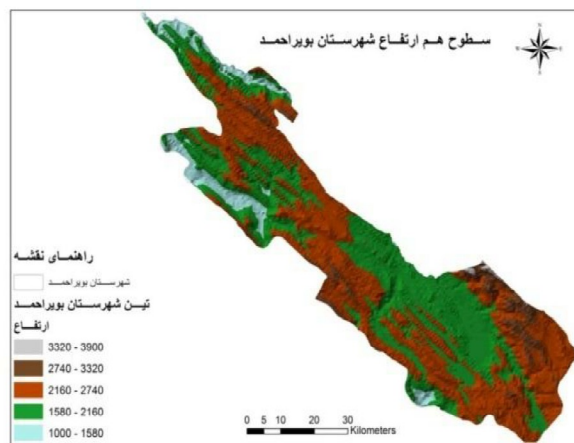 سطوح هم ارتفاع شهرستان بویراحمد
راهنمای نقشه
شهرستان بویراحمد
تین شهرستان بویراحمد
ارتفاع
3320 - 3900
2740 - 3320
2160 - 2740
1580 - 2160
1000 - 1580
0 5 10 20 30
Kilometers